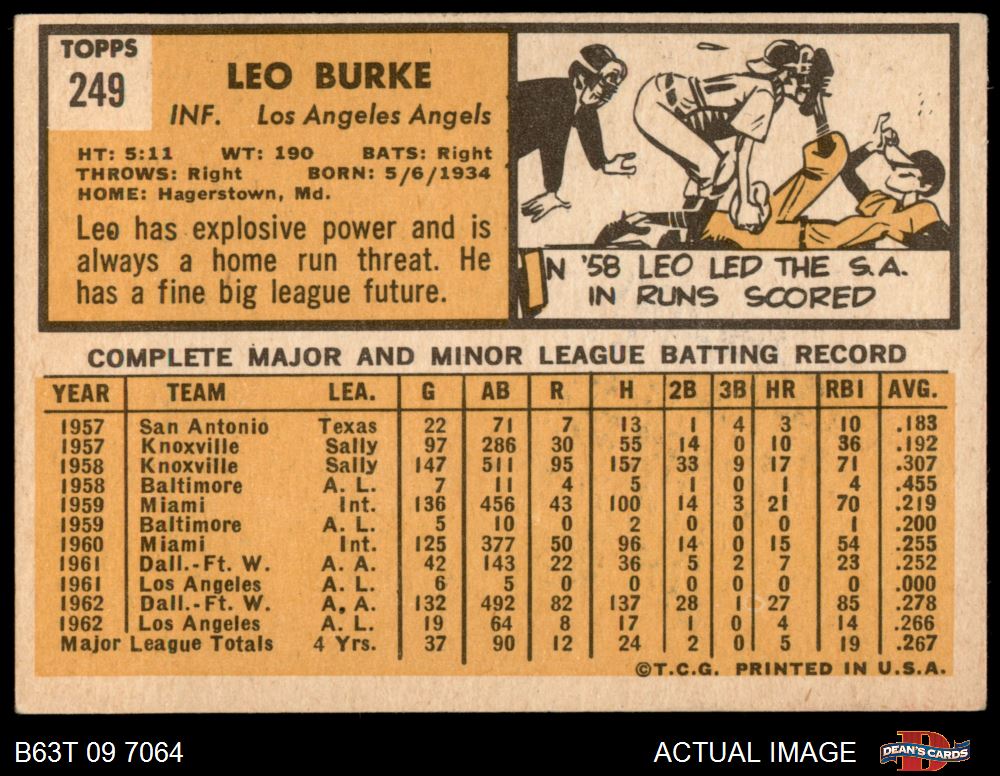 TOPPS
249
LEO BURKE
INF. Los Angeles Angels
HT: 5:11 WT: 190 BATS: Right
THROWS: Right BORN: 5/6/1934
HOME: Hagerstown, Md.
Leo has explosive power and is
always a home run threat. He
has a fine big league future.
IN '58 LEO LED THE S.A.
IN RUNS SCORED
COMPLETE MAJOR AND MINOR LEAGUE BATTING RECORD
YEAR TEAM LEA. G AB R H 2B 3B HR RBI AVG.
1957 San Antonio Texas 22 71 7 13 1 4 3 10 .183
1957 Knoxville Sally 97 286 30 55 14 0 10 36 .192
1958 Knoxville Sally 147 511 95 157 33 9 17 71 .307
1958 Baltimore A. L. 7 11 4 5 1 0 1 4 .455
1959 Miami Int. 136 456 43 100 14 3 21 70 .219
1959 Baltimore A. L. 5 10 0 2 0 0 0 1 .200
1960 Miami Int. 125 377 50 96 14 0 15 54 .255
1961 Dall.-Ft. W. A. A. 42 143 22 36 5 2 7 23 .252
1961 Los Angeles A. L. 6 5 0 0 0 0 0 0 .000
1962 Dall.-Ft. W. A. A. 132 492 82 137 28 1 27 85 .278
1962 Los Angeles A. L. 19 64 8 17 1 0 4 14 .266
Major League Totals 4 Yrs. 37 90 12 24 2 0 5 19 .267
©T.C.G. PRINTED IN U.S.A.
B63T 09 7064
ACTUAL IMAGE
DEAN'S CARDS